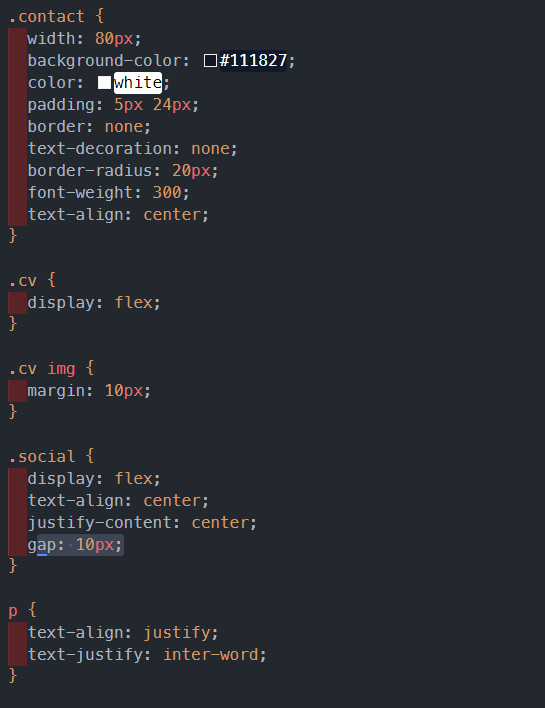 .contact {
width: 80px;
background-color: #111827;
color: white;
padding: 5px 24px;
border: none;
text-decoration: none;
border-radius: 20px;
font-weight: 300;
text-align: center;
}
.cv {
display: flex;
}
.cv img {
margin: 10px;
}
.social {
display: flex;
text-align: center;
justify-content: center;
gap: 10px;
}
p {
text-align: justify;
text-justify: inter-word;
}